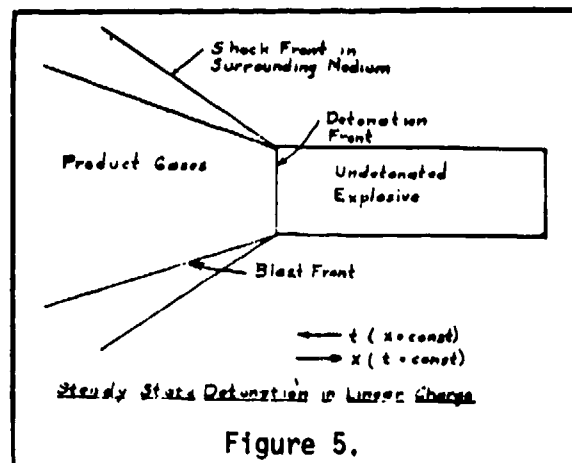 Shock Front in
Surrounding Medium
Detonation
Front
Product Gases
Undetonated
Explosive
Blast Front
t (x = const)
x (t = const)
Steady State Detonation in Linear Charge
Figure 5.